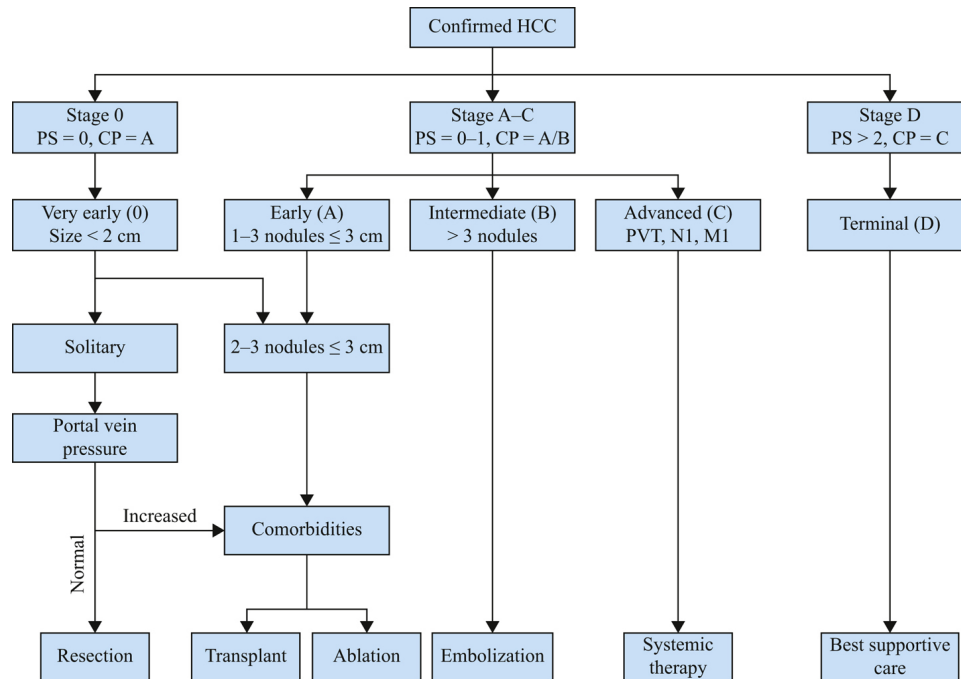 Confirmed HCC
Stage 0
PS = 0, CP = A
Stage A–C
PS = 0–1, CP = A/B
Stage D
PS > 2, CP = C
Very early (0)
Size < 2 cm
Early (A)
1–3 nodules ≤ 3 cm
Intermediate (B)
> 3 nodules
Advanced (C)
PVT, N1, M1
Terminal (D)
Solitary
2–3 nodules ≤ 3 cm
Portal vein
pressure
Increased
Comorbidities
Normal
Resection
Transplant
Ablation
Embolization
Systemic
therapy
Best supportive
care